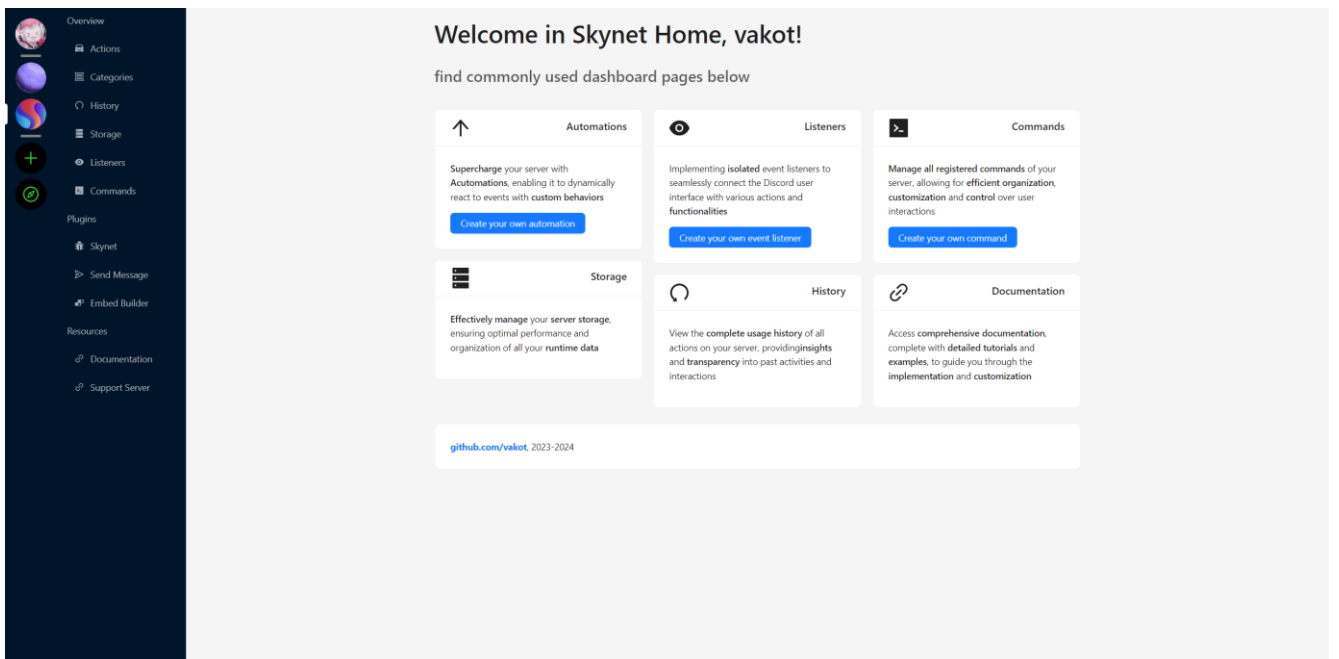 Overview
Actions
Categories
History
Storage
Listeners
Commands
Plugins
Skynet
Send Message
Embed Builder
Resources
Documentation
Support Server
Welcome in Skynet Home, vakot!
find commonly used dashboard pages below
Automations
Supercharge your server with
Acutomations, enabling it to dynamically
react to events with custom behaviors
Create your own automation
Listeners
Implementing isolated event listeners to
seamlessly connect the Discord user
interface with various actions and
functionalities
Create your own event listener
Commands
Manage all registered commands of your
server, allowing for efficient organization,
customization and control over user
interactions
Create your own command
Storage
Effectively manage your server storage,
ensuring optimal performance and
organization of all your runtime data
History
View the complete usage history of all
actions on your server, providinginsights
and transparency into past activities and
interactions
Documentation
Access comprehensive documentation,
complete with detailed tutorials and
examples, to guide you through the
implementation and customization
github.com/vakot, 2023-2024